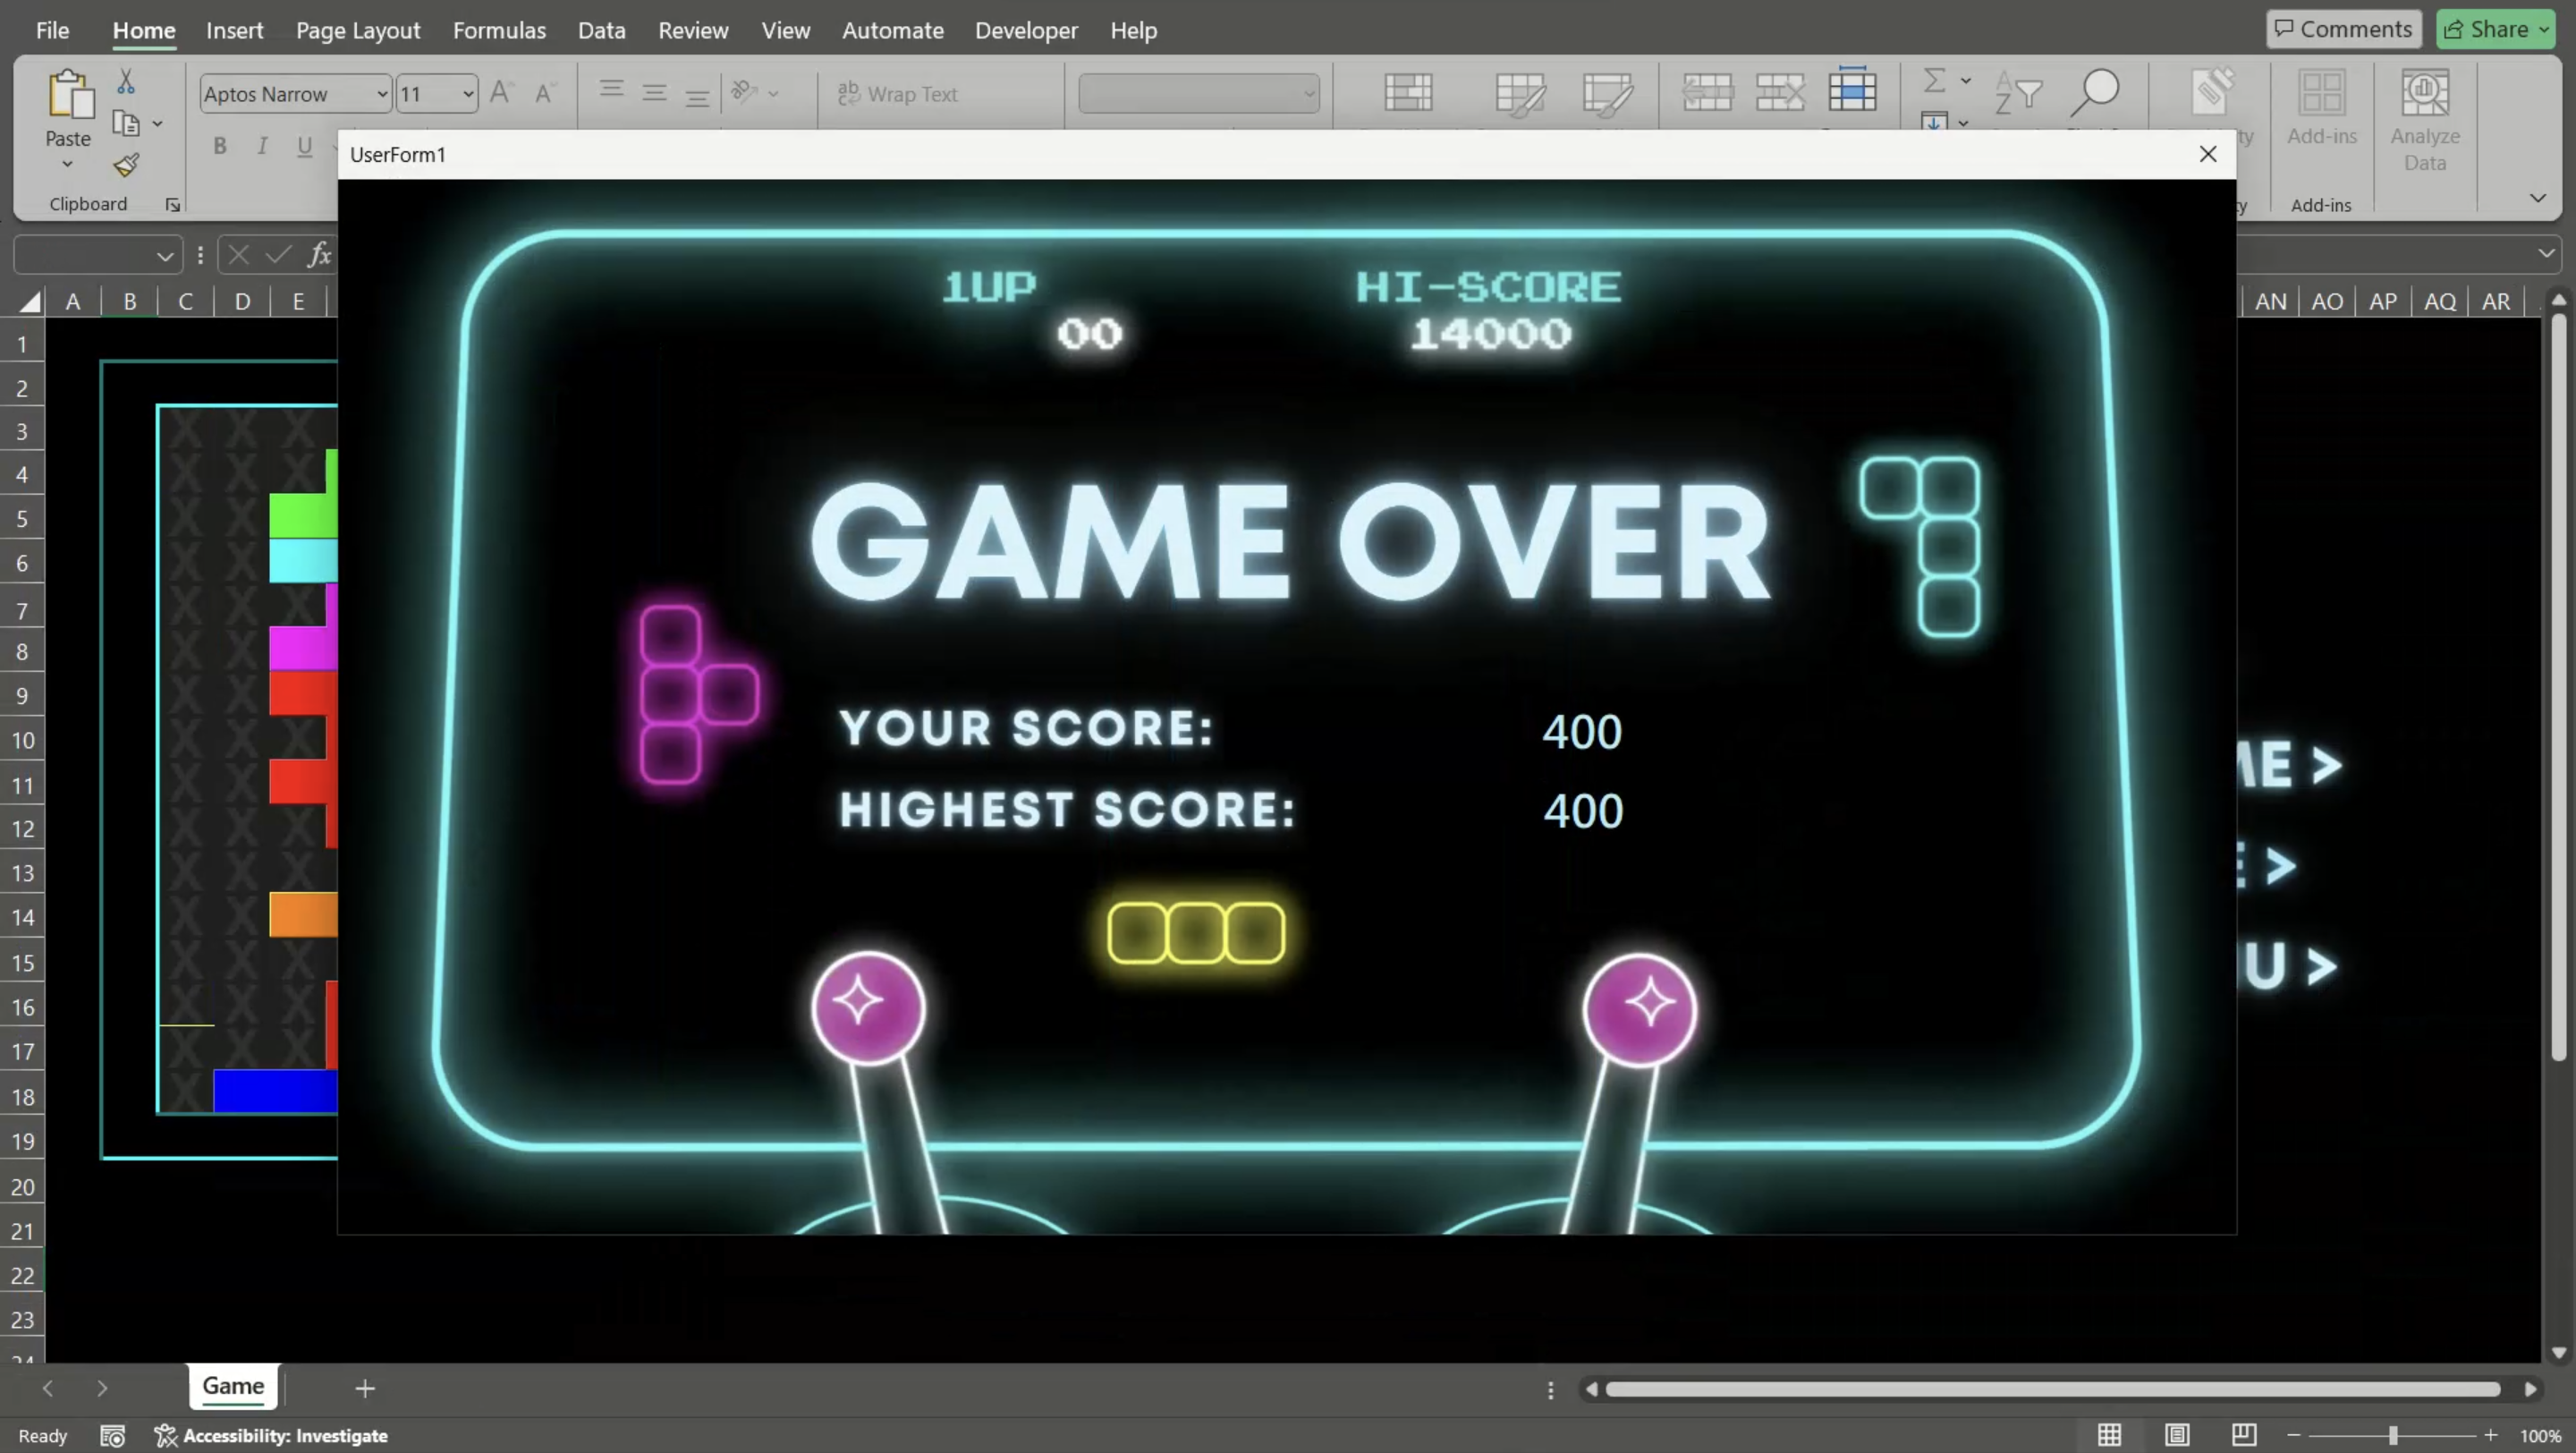 File Home Insert Page Layout Formulas Data Review View Automate Developer Help Comments Share
Aptos Narrow 11 Wrap Text
Paste
B I U
Add-ins Analyze Data
Clipboard Add-ins
UserForm1
fx
A B C D E AN AO AP AQ AR
1UP HI-SCORE
00 14000
GAME OVER
YOUR SCORE: 400
HIGHEST SCORE: 400
ME >
E >
U >
1
2
3
4
5
6
7
8
9
10
11
12
13
14
15
16
17
18
19
20
21
22
23
24
Game
Ready Accessibility: Investigate 100%